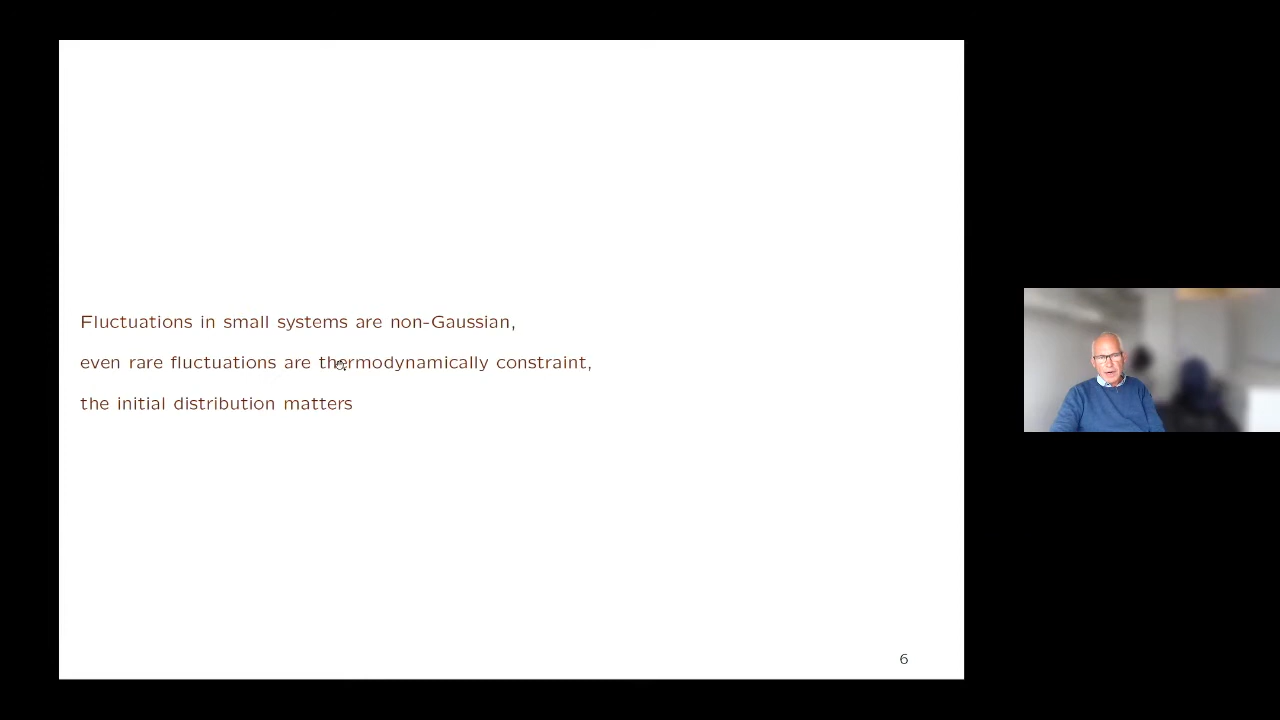 Fluctuations in small systems are non-Gaussian,
even rare fluctuations are thermodynamically constraint,
the initial distribution matters
6